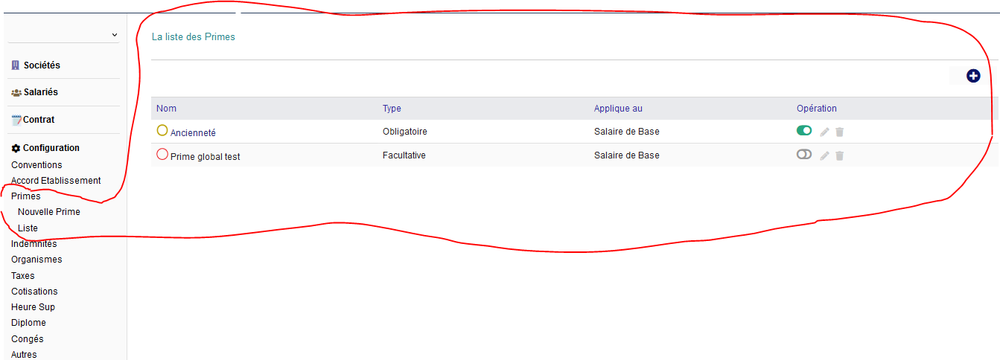 Sociétés
Salariés
Contrat
Configuration
Conventions
Accord Etablissement
Primes
Nouvelle Prime
Liste
Indemnités
Organismes
Taxes
Cotisations
Heure Sup
Diplome
Congés
Autres
La liste des Primes
Nom Type Applique au Opération
Ancienneté Obligatoire Salaire de Base
Prime global test Facultative Salaire de Base